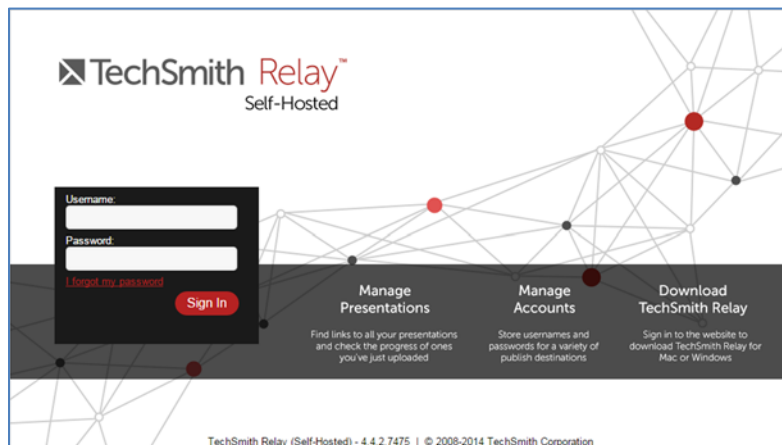 TechSmith Relay™
Self-Hosted
Username:
Password:
I forgot my password
Sign In
Manage
Presentations
Find links to all your presentations
and check the progress of ones
you've just uploaded
Manage
Accounts
Store usernames and
passwords for a variety of
publish destinations
Download
TechSmith Relay
Sign in to the website to
download TechSmith Relay for
Mac or Windows
TechSmith Relay (Self-Hosted) - 4.4.2.7475 | © 2008-2014 TechSmith Corporation